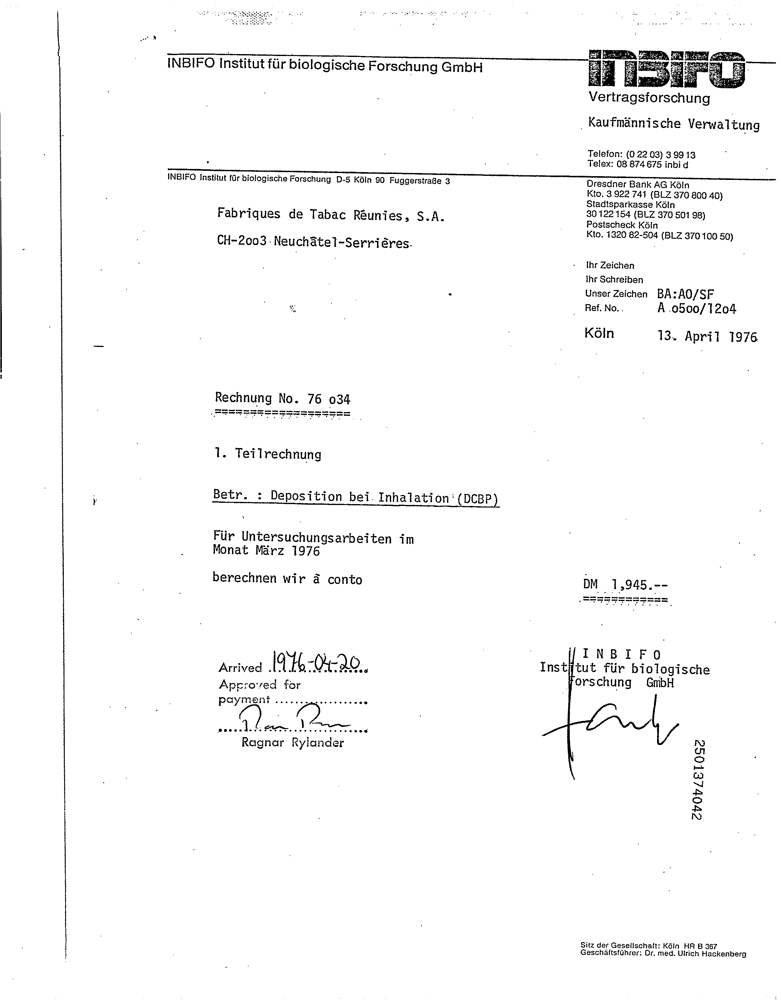 INBIFO Institut für biologische Forschung GmbH
INBIFO
Vertragsforschung
Kaufmännische Verwaltung
Telefon: (0 22 03) 3 99 13
Telex: 08 874 675 inbi d
INBIFO Institut für biologische Forschung D-5 Köln 90 Fuggerstraße 3
Dresdner Bank AG Köln
Kto. 3 922 741 (BLZ 370 800 40)
Stadtsparkasse Köln
30 122 154 (BLZ 370 501 98)
Postscheck Köln
Kto. 1320 82-504 (BLZ 370 100 50)
Fabriques de Tabac Réunies, S.A.
CH-2oo3 Neuchâtel-Serrières
Ihr Zeichen
Ihr Schreiben
Unser Zeichen BA:AO/SF
Ref. No. A o5oo/12o4
Köln 13. April 1976
Rechnung No. 76 o34
===================
1. Teilrechnung
Betr. : Deposition bei Inhalation (DCBP)
Für Untersuchungsarbeiten im
Monat März 1976
berechnen wir à conto
DM 1,945.--
============
Arrived 1976-04-20
Approved for
payment ..................
Ragnar Rylander
I N B I F O
Institut für biologische
Forschung GmbH
2501374042
Sitz der Gesellschaft: Köln HR B 367
Geschäftsführer: Dr. med. Ulrich Hackenberg